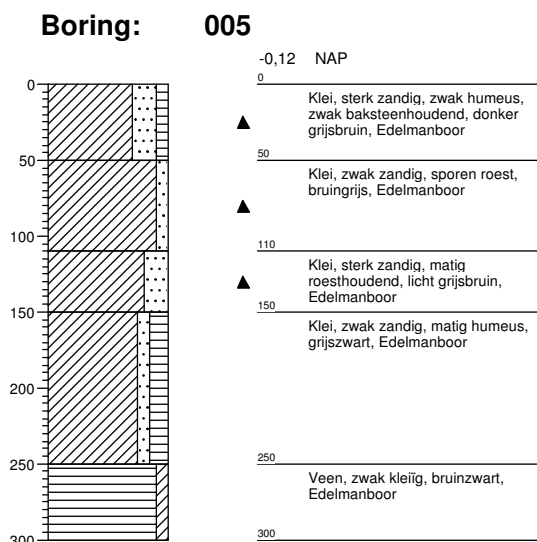 Boring: 005
-0,12 NAP
0
0
Klei, sterk zandig, zwak humeus,
zwak baksteenhoudend, donker
grijsbruin, Edelmanboor
50
50
Klei, zwak zandig, sporen roest,
bruingrijs, Edelmanboor
100
110
Klei, sterk zandig, matig
roesthoudend, licht grijsbruin,
Edelmanboor
150
150
Klei, zwak zandig, matig humeus,
grijszwart, Edelmanboor
200
250
250
Veen, zwak kleiïg, bruinzwart,
Edelmanboor
300
300